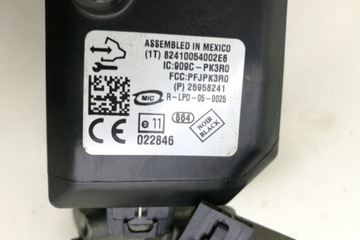 ASSEMBLED IN MEXICO
(1T) 82410054002E6
IC:909C-PK3R0
FCC:PFJPK3R0
(P) 25958241
MIC R-LPD-05-0025
CE e 11 884 NOIR BLACK
022846